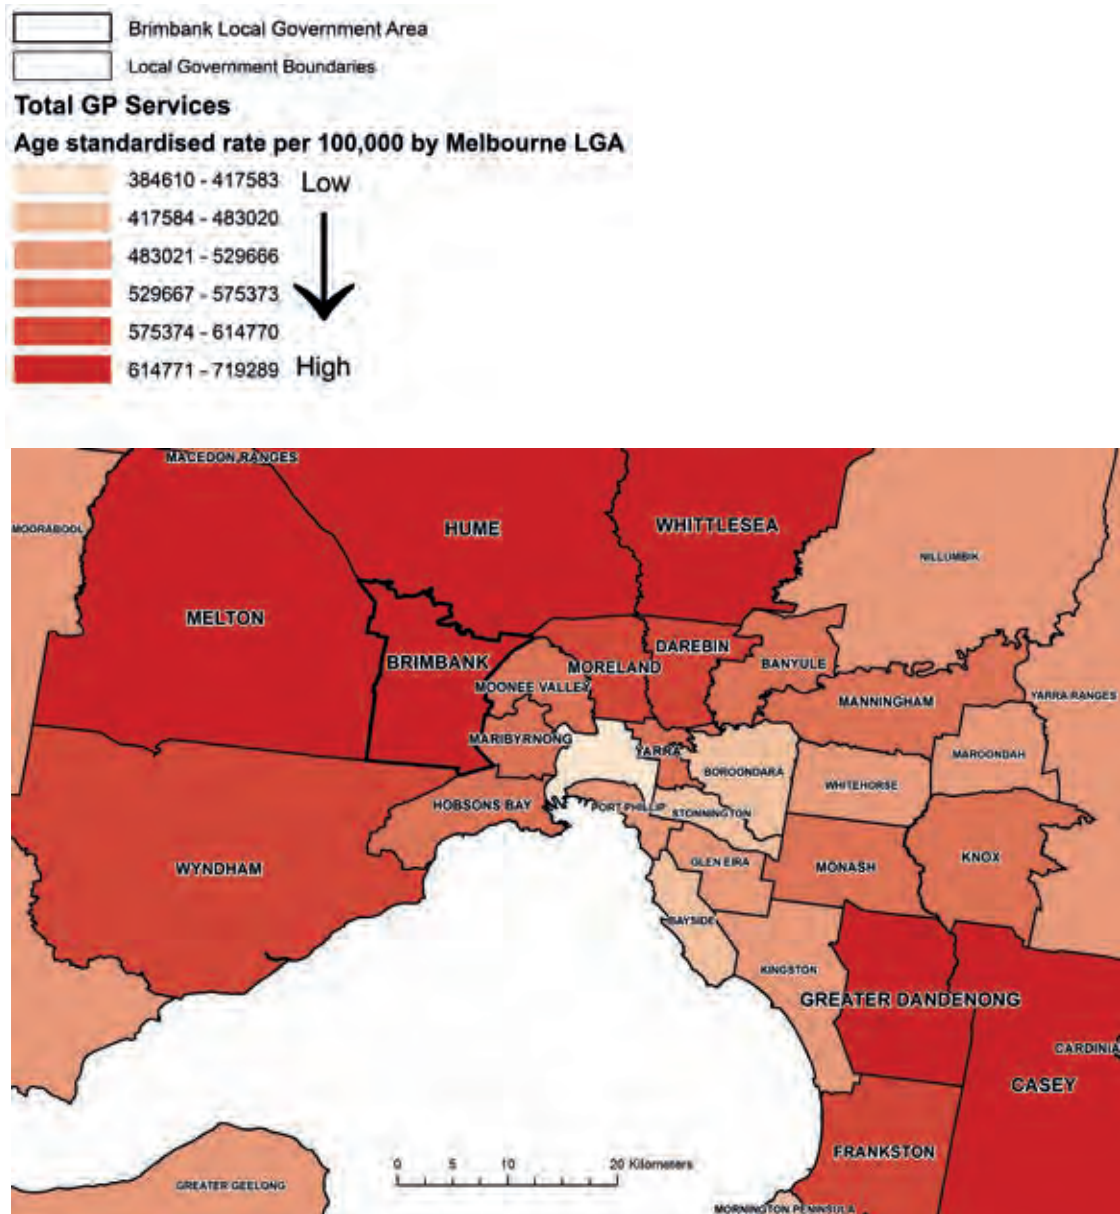 Brimbank Local Government Area
Local Government Boundaries
Total GP Services
Age standardised rate per 100,000 by Melbourne LGA
384610 - 417583
Low
417584 - 483020
483021 - 529666
529667 - 575373
575374 - 614770
614771 - 719289
High
MACEDON RANGES
MOORABOOL
HUME
WHITTLESEA
NILLUMBIK
MELTON
BRIMBANK
MORELAND
DAREBIN
BANYULE
MOONEE VALLEY
MANNINGHAM
YARRA RANGES
MARIBYRNONG
YARRA
MAROONDAH
BOROONDARA
WHITEHORSE
HOBSONS BAY
PORT PHILLIP
STONNINGTON
WYNDHAM
GLEN EIRA
MONASH
KNOX
BAYSIDE
KINGSTON
GREATER DANDENONG
CARDINIA
CASEY
FRANKSTON
0 5 10 20 Kilometers
GREATER GEELONG
MORNINGTON PENINSULA